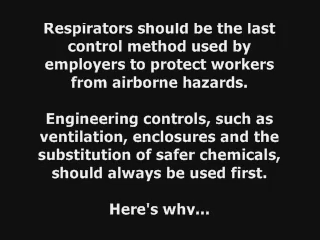 Respirators should be the last
control method used by
employers to protect workers
from airborne hazards.
Engineering controls, such as
ventilation, enclosures and the
substitution of safer chemicals,
should always be used first.
Here's why...